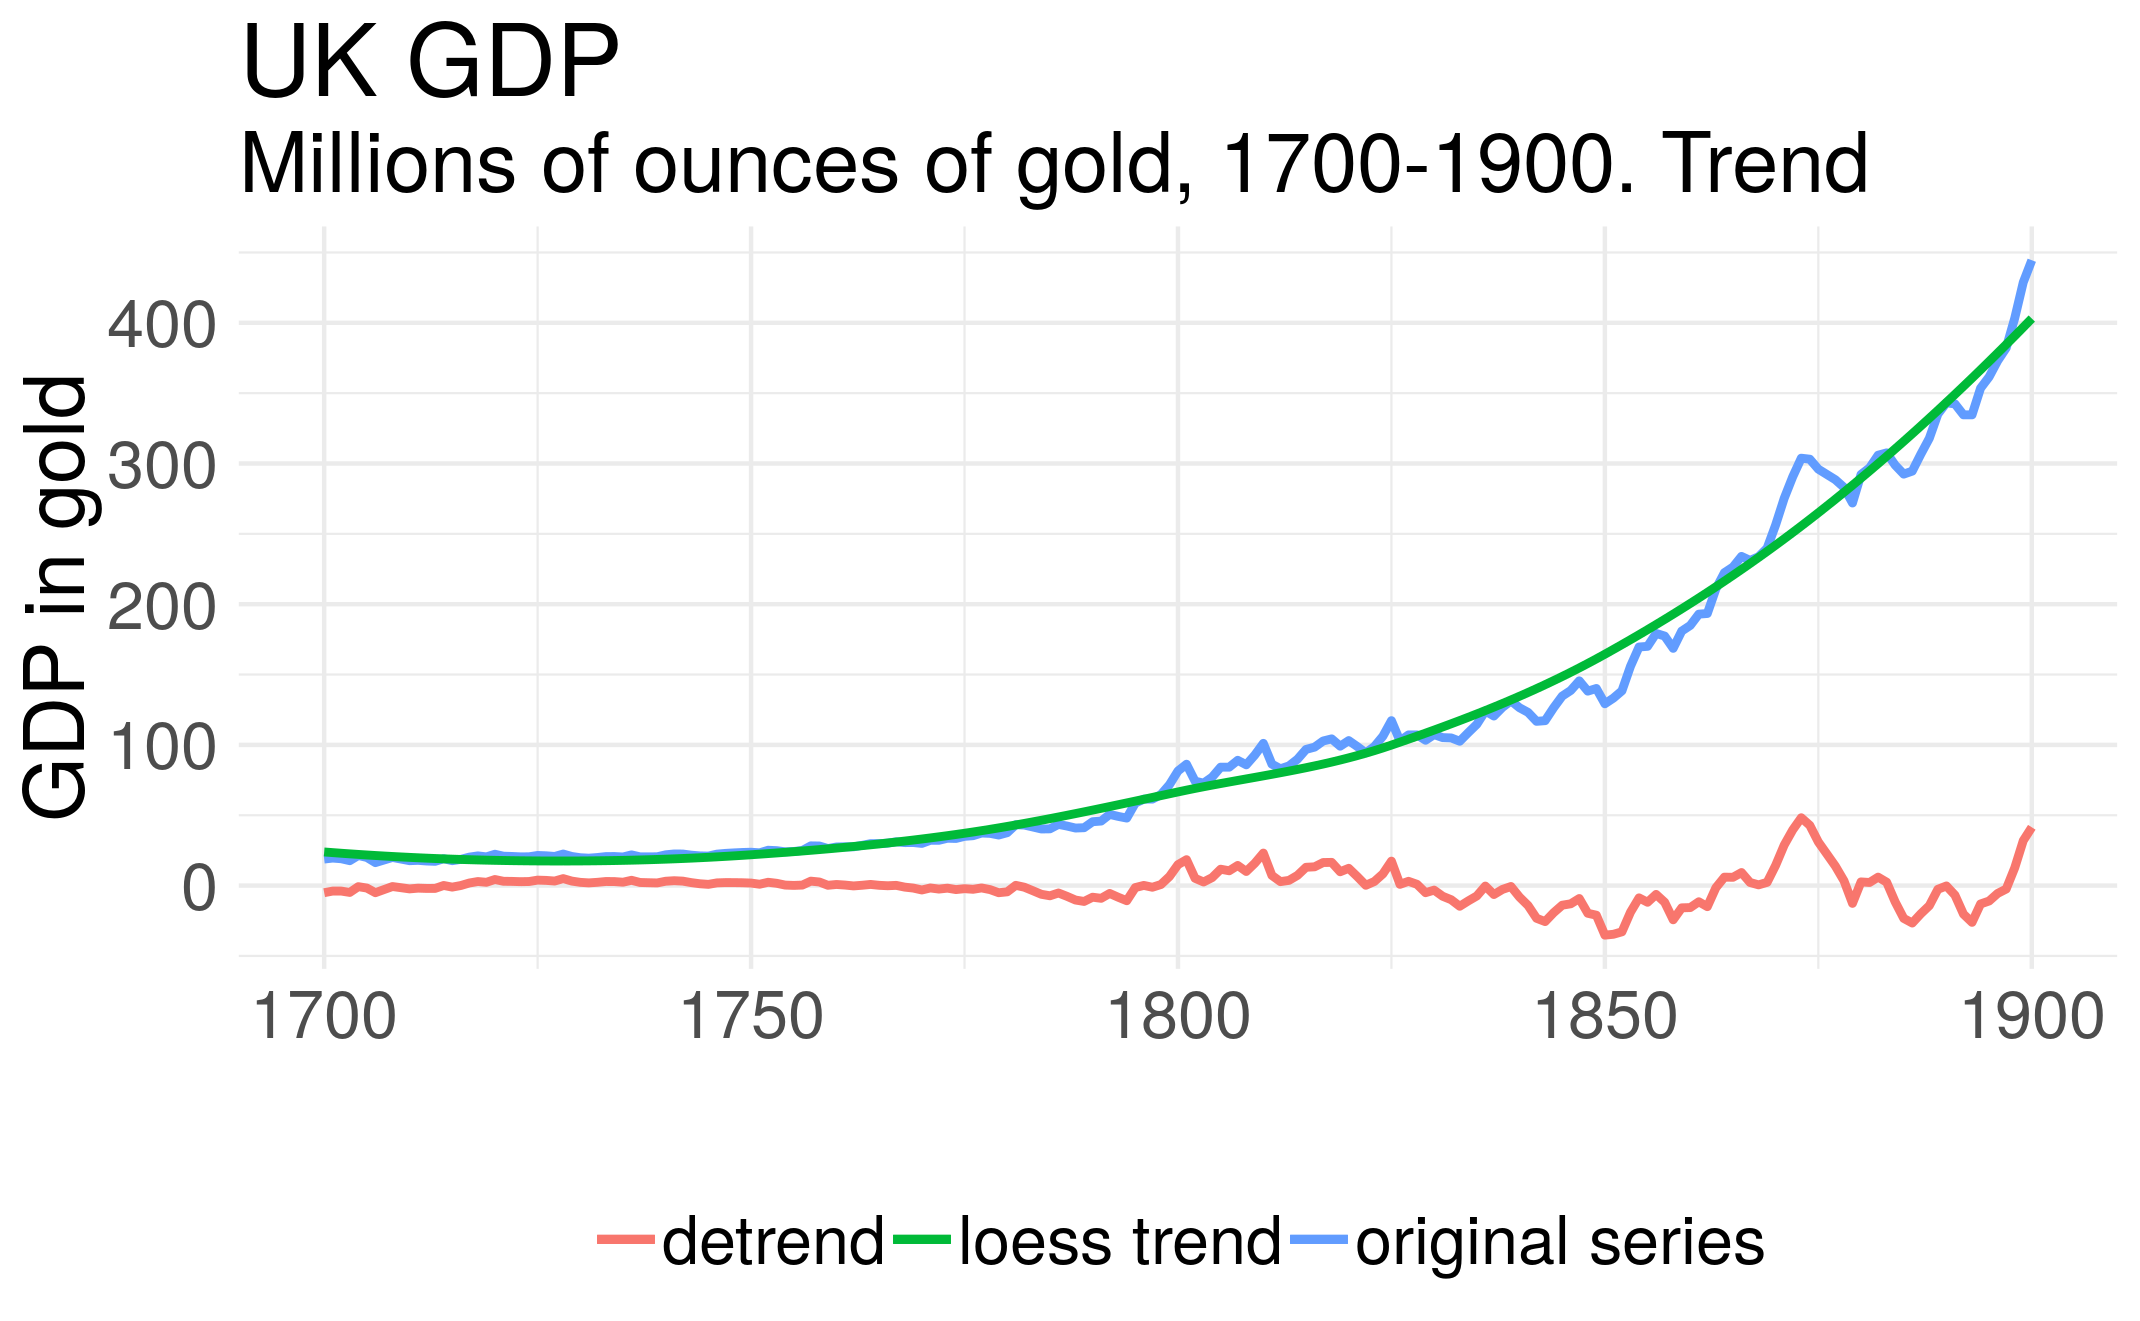 UK GDP
Millions of ounces of gold, 1700-1900. Trend
GDP in gold
400
300
200
100
0
1700 1750 1800 1850 1900
detrend loess trend original series